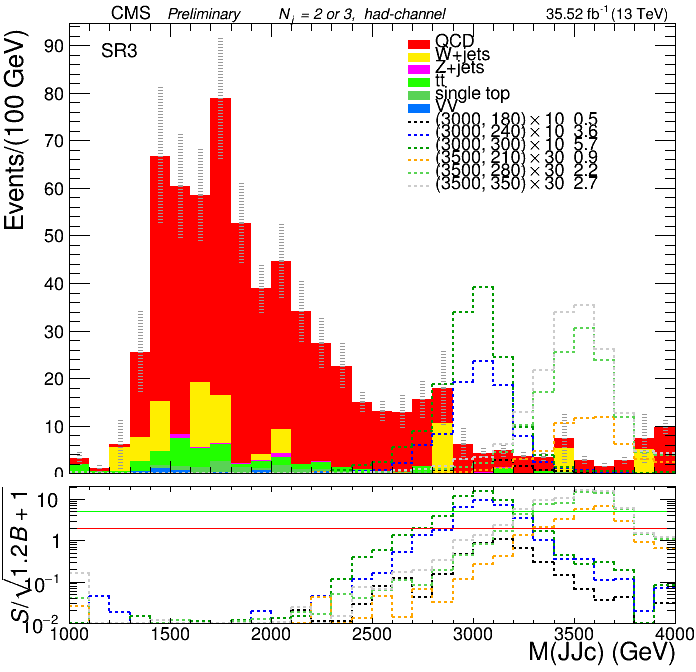 CMS Preliminary N_j = 2 or 3, had-channel 35.52 fb^-1 (13 TeV)
Events/(100 GeV)
SR3
QCD
W+jets
Z+jets
tt
single top
VV
(3000, 180)×10 0.5
(3000, 240)×10 3.6
(3000, 300)×10 5.7
(3500, 210)×30 0.9
(3500, 280)×30 2.2
(3500, 350)×30 2.7
90
80
70
60
50
40
30
20
10
0
S/√1.2B + 1
10
1
10^-1
10^-2
1000 1500 2000 2500 3000 3500 4000
M(JJc) (GeV)